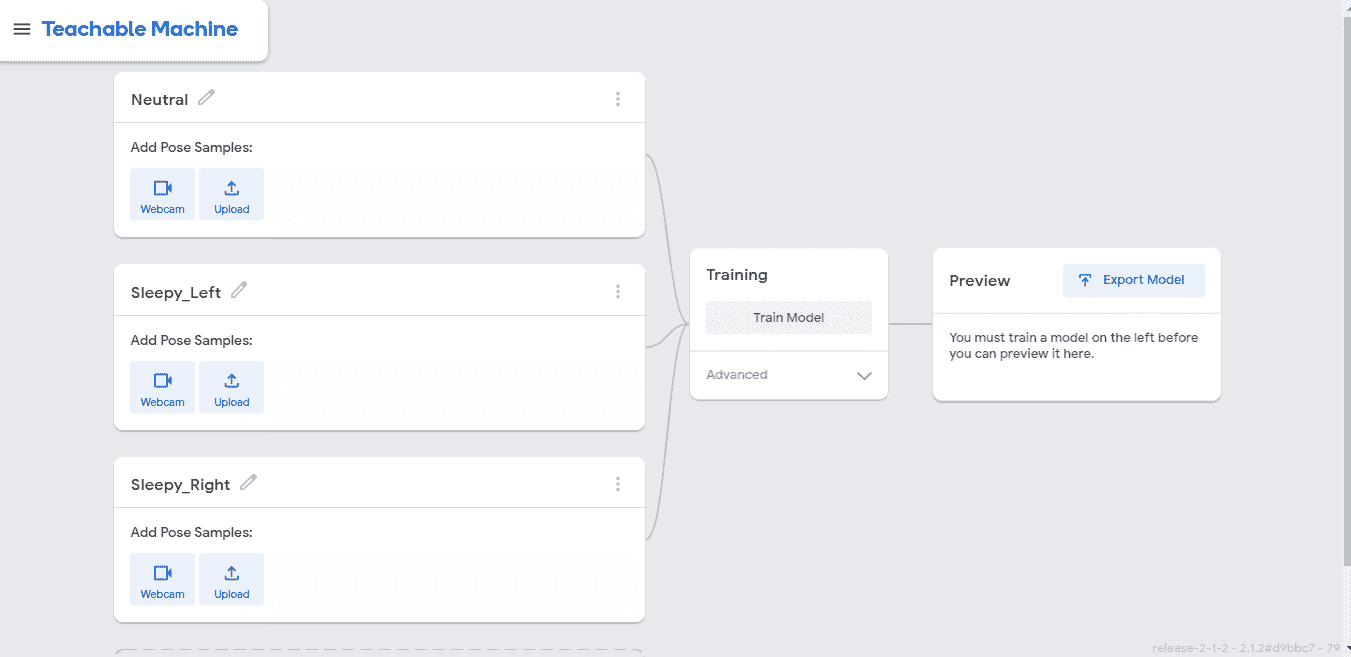 Teachable Machine
Neutral
Add Pose Samples:
Webcam Upload
Sleepy_Left
Add Pose Samples:
Webcam Upload
Sleepy_Right
Add Pose Samples:
Webcam Upload
Training
Train Model
Advanced
Preview
Export Model
You must train a model on the left before
you can preview it here.
release-2-1-2 - 2.1.2#d9bbc7 - 79